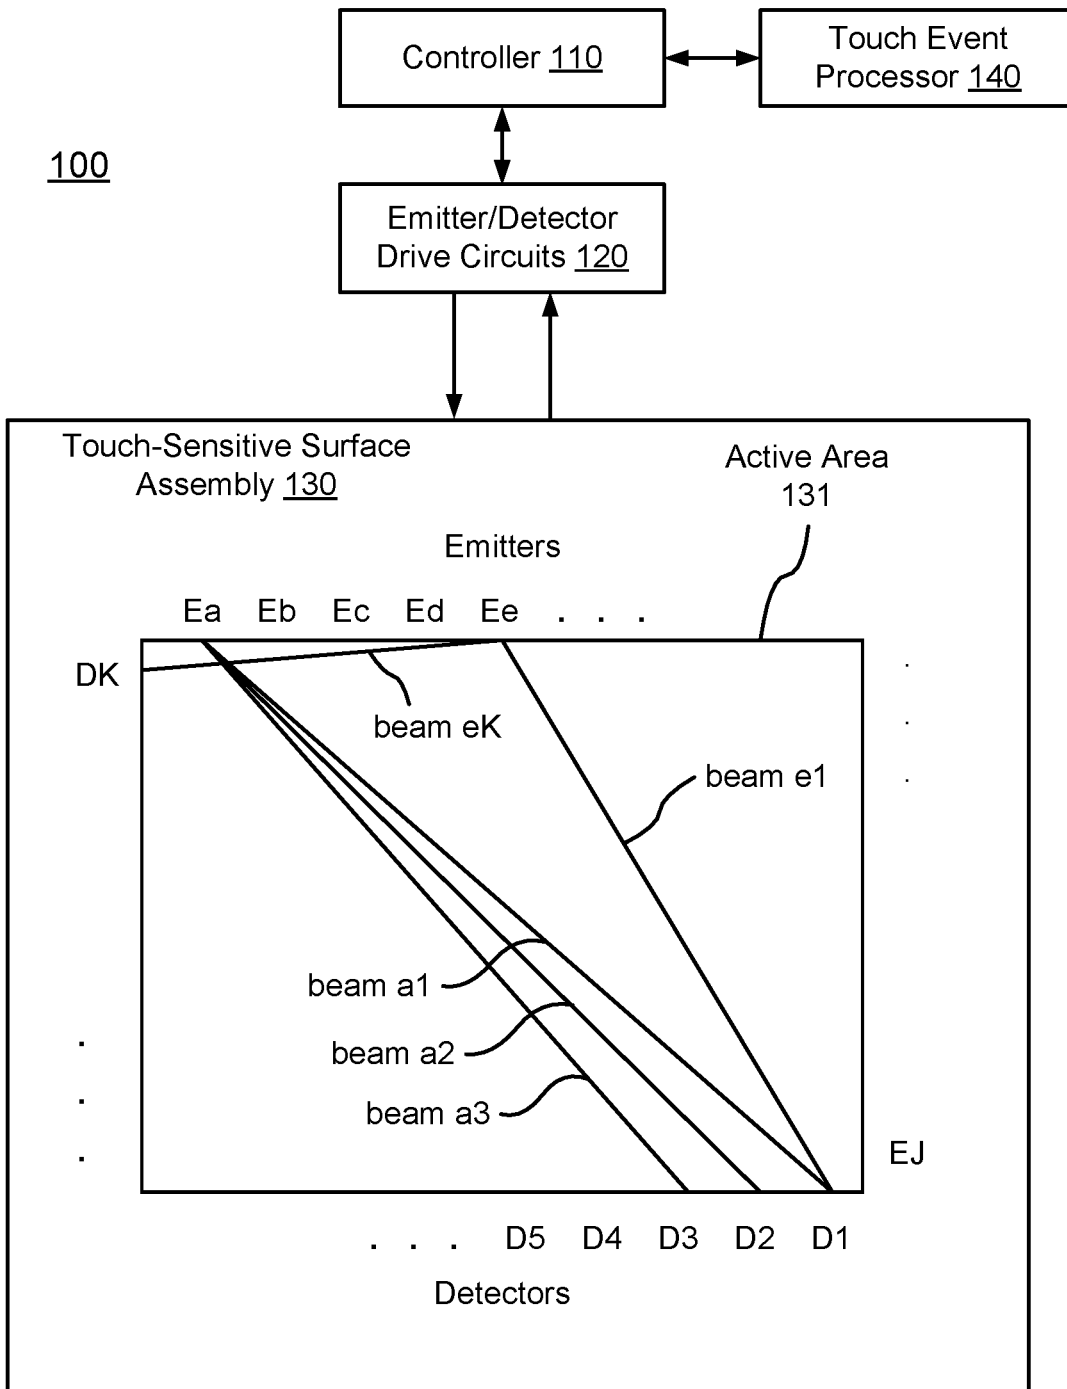 Controller 110
Touch Event
Processor 140
100
Emitter/Detector
Drive Circuits 120
Touch-Sensitive Surface
Assembly 130
Active Area
131
Emitters
Ea Eb Ec Ed Ee . . .
DK
beam eK
beam e1
beam a1
beam a2
beam a3
EJ
. . . D5 D4 D3 D2 D1
Detectors